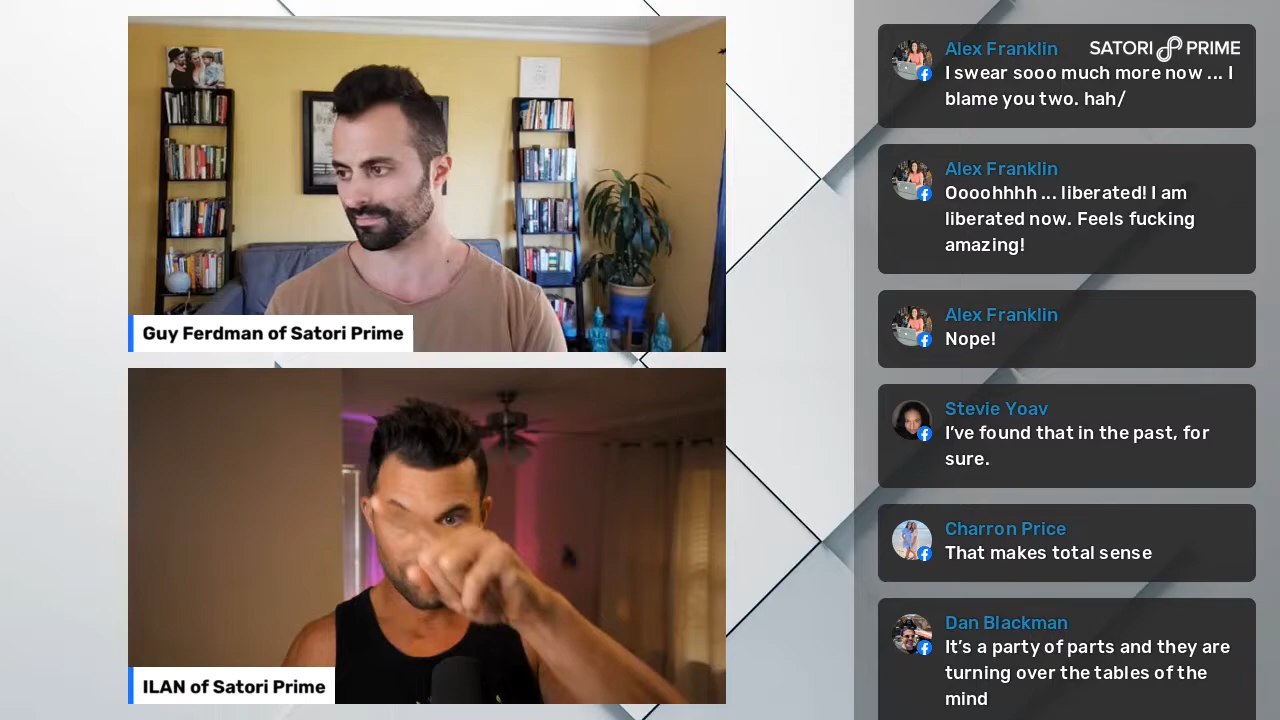 Guy Ferdman of Satori Prime
ILAN of Satori Prime
SATORI PRIME
Alex Franklin
I swear sooo much more now ... I
blame you two. hah/
Alex Franklin
Oooohhhh ... liberated! I am
liberated now. Feels fucking
amazing!
Alex Franklin
Nope!
Stevie Yoav
I’ve found that in the past, for
sure.
Charron Price
That makes total sense
Dan Blackman
It’s a party of parts and they are
turning over the tables of the
mind